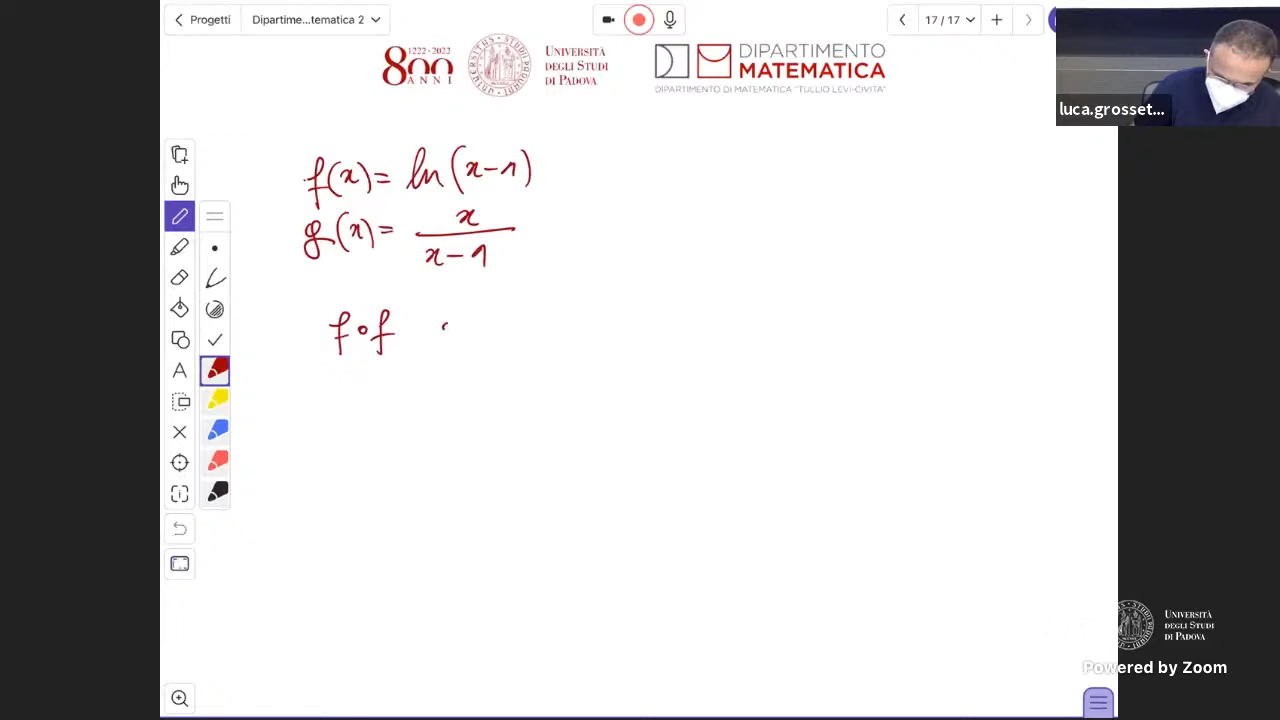 Progetti
Dipartime...tematica 2
17 / 17
1222·2022
800
ANNI
UNIVERSITÀ
DEGLI STUDI
DI PADOVA
DIPARTIMENTO
MATEMATICA
DIPARTIMENTO DI MATEMATICA "TULLIO LEVI-CIVITA"
luca.grosset...
f(x) = ln(x-1)
g(x) = x/(x-1)
f∘f
A
UNIVERSITÀ
DEGLI STUDI
DI PADOVA
Powered by Zoom